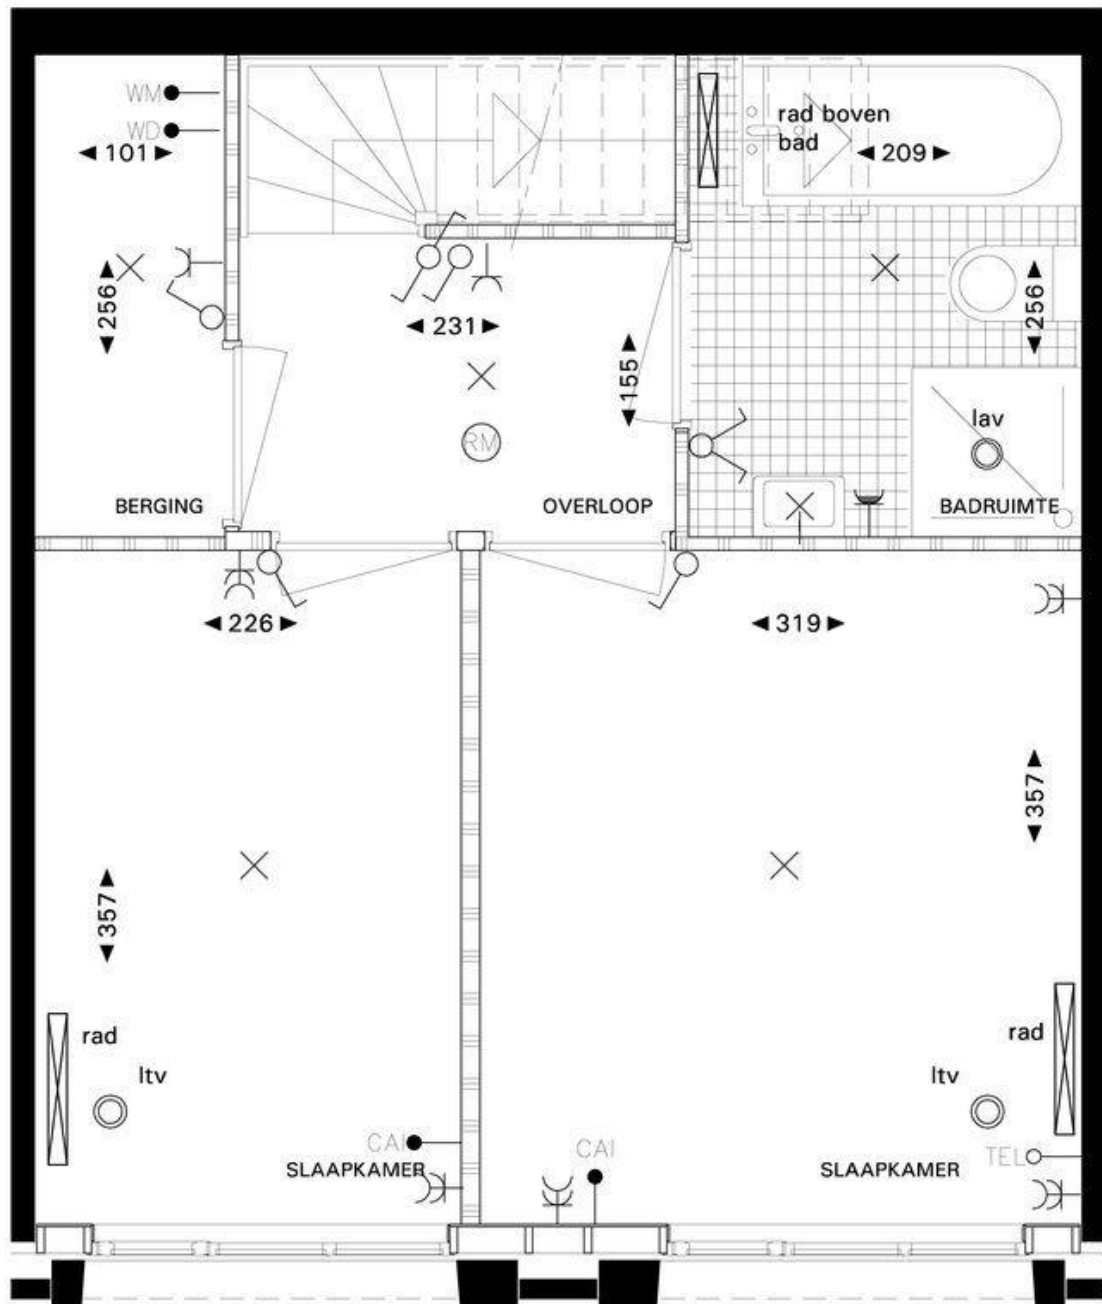 WM
WD
101
rad boven
bad
209
256
231
155
256
RM
lav
BERGING
OVERLOOP
BADRUIMTE
226
319
357
357
rad
ltv
rad
ltv
CAI
CAI
TEL
SLAAPKAMER
SLAAPKAMER